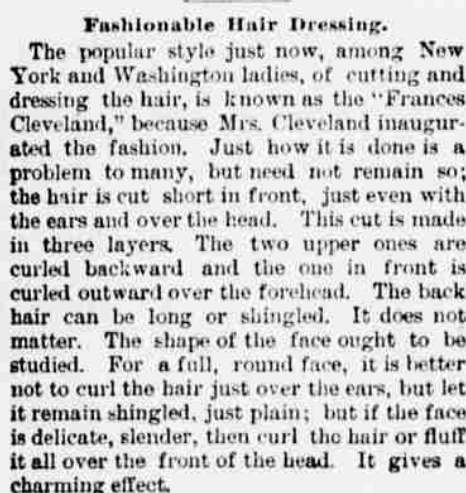 Fashionable Hair Dressing.
The popular style just now, among New
York and Washington ladies, of cutting and
dressing the hair, is known as the "Frances
Cleveland," because Mrs. Cleveland inaugur-
ated the fashion. Just how it is done is a
problem to many, but need not remain so;
the hair is cut short in front, just even with
the ears and over the head. This cut is made
in three layers. The two upper ones are
curled backward and the one in front is
curled outward over the forehead. The back
hair can be long or shingled. It does not
matter. The shape of the face ought to be
studied. For a full, round face, it is better
not to curl the hair just over the ears, but let
it remain shingled, just plain; but if the face
is delicate, slender, then curl the hair or fluff
it all over the front of the head. It gives a
charming effect.